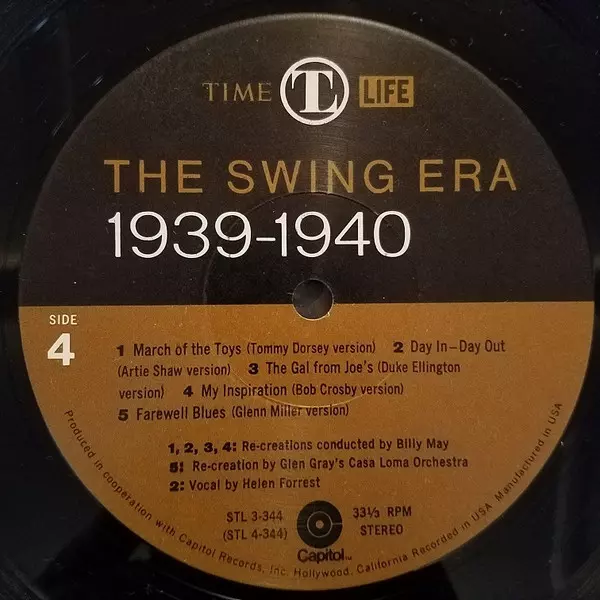 TIME TL LIFE
THE SWING ERA
1939-1940
SIDE
4
1 March of the Toys (Tommy Dorsey version) 2 Day In–Day Out
(Artie Shaw version) 3 The Gal from Joe's (Duke Ellington
version) 4 My Inspiration (Bob Crosby version)
5 Farewell Blues (Glenn Miller version)
1, 2, 3, 4: Re-creations conducted by Billy May
5: Re-creation by Glen Gray's Casa Loma Orchestra
2: Vocal by Helen Forrest
STL 3-344
(STL 4-344)
Capitol™
33⅓ RPM
STEREO
Produced in cooperation with Capitol Records, Inc. Hollywood, California Recorded in USA Manufactured in USA